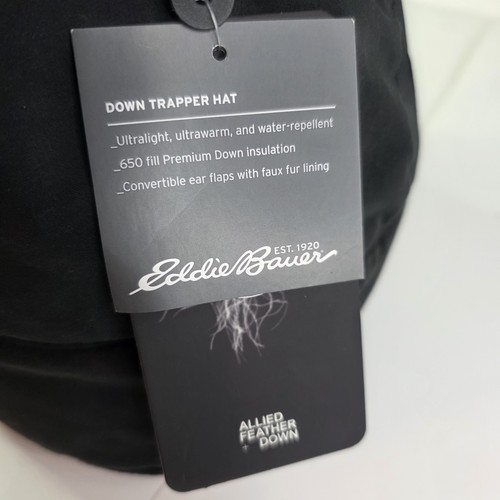 DOWN TRAPPER HAT
_Ultralight, ultrawarm, and water-repellent
_650 fill Premium Down insulation
_Convertible ear flaps with faux fur lining
EST. 1920
Eddie Bauer
ALLIED
FEATHER
+ DOWN